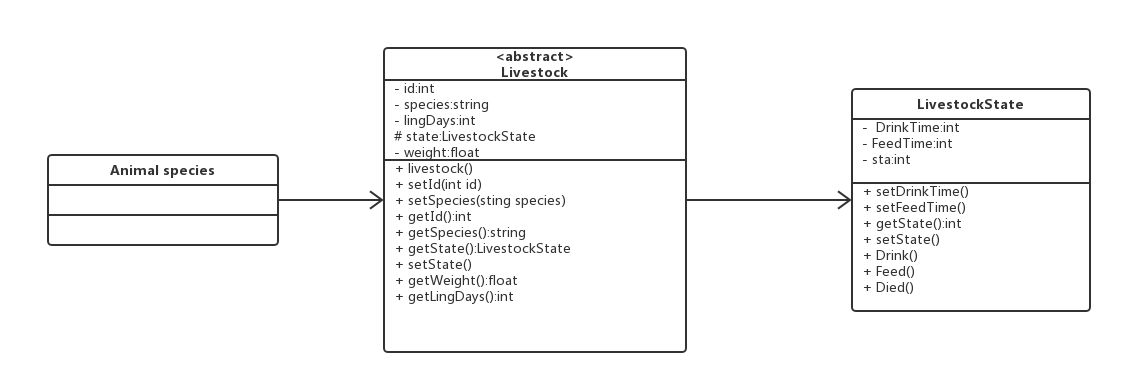 Animal species
<abstract>
Livestock
- id:int
- species:string
- lingDays:int
# state:LivestockState
- weight:float
+ livestock()
+ setId(int id)
+ setSpecies(sting species)
+ getId():int
+ getSpecies():string
+ getState():LivestockState
+ setState()
+ getWeight():float
+ getLingDays():int
LivestockState
- DrinkTime:int
- FeedTime:int
- sta:int
+ setDrinkTime()
+ setFeedTime()
+ getState():int
+ setState()
+ Drink()
+ Feed()
+ Died()